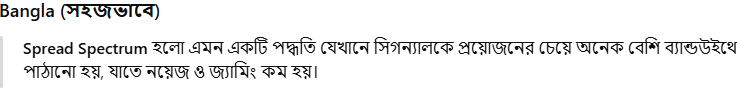 Bangla (সহজভাবে)
Spread Spectrum হলো এমন একটি পদ্ধতি যেখানে সিগন্যালকে প্রয়োজনের চেয়ে অনেক বেশি ব্যান্ডউইথে
পাঠানো হয়, যাতে নয়েজ ও জ্যামিং কম হয়।